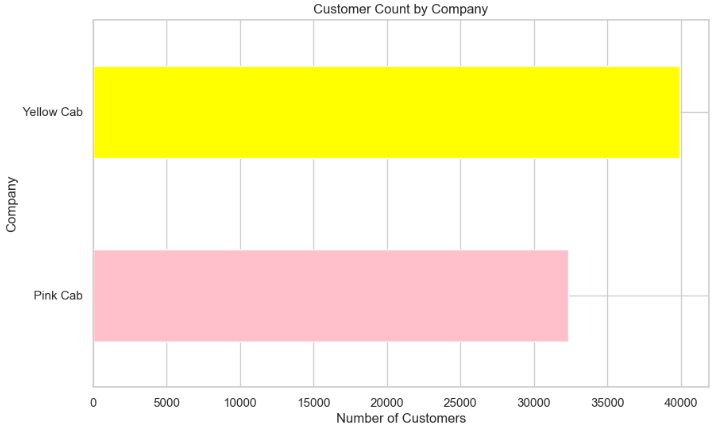 Customer Count by Company
Yellow Cab
Pink Cab
Company
0 5000 10000 15000 20000 25000 30000 35000 40000
Number of Customers